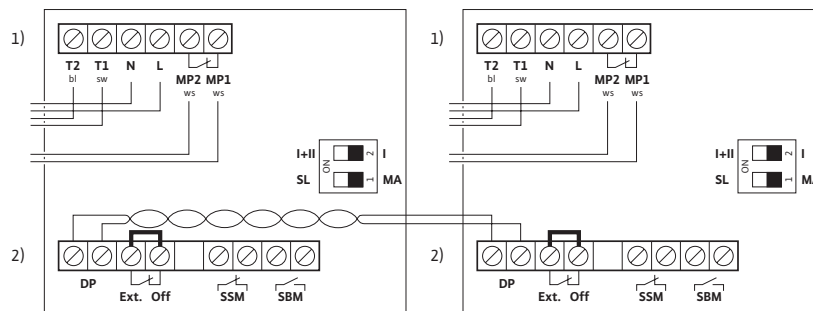 1)
T2 T1 N L MP2 MP1
bl sw ws ws
I+II ON 2 I
SL 1 MA
2)
DP Ext. Off SSM SBM
1)
T2 T1 N L MP2 MP1
bl sw ws ws
I+II ON 2 I
SL 1 MA
2)
DP Ext. Off SSM SBM